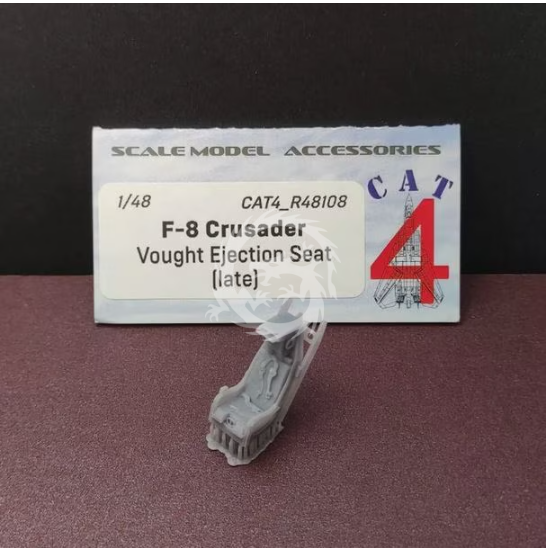 SCALE MODEL ACCESSORIES
1/48 CAT4_R48108
F-8 Crusader
Vought Ejection Seat
(late)
CAT
4